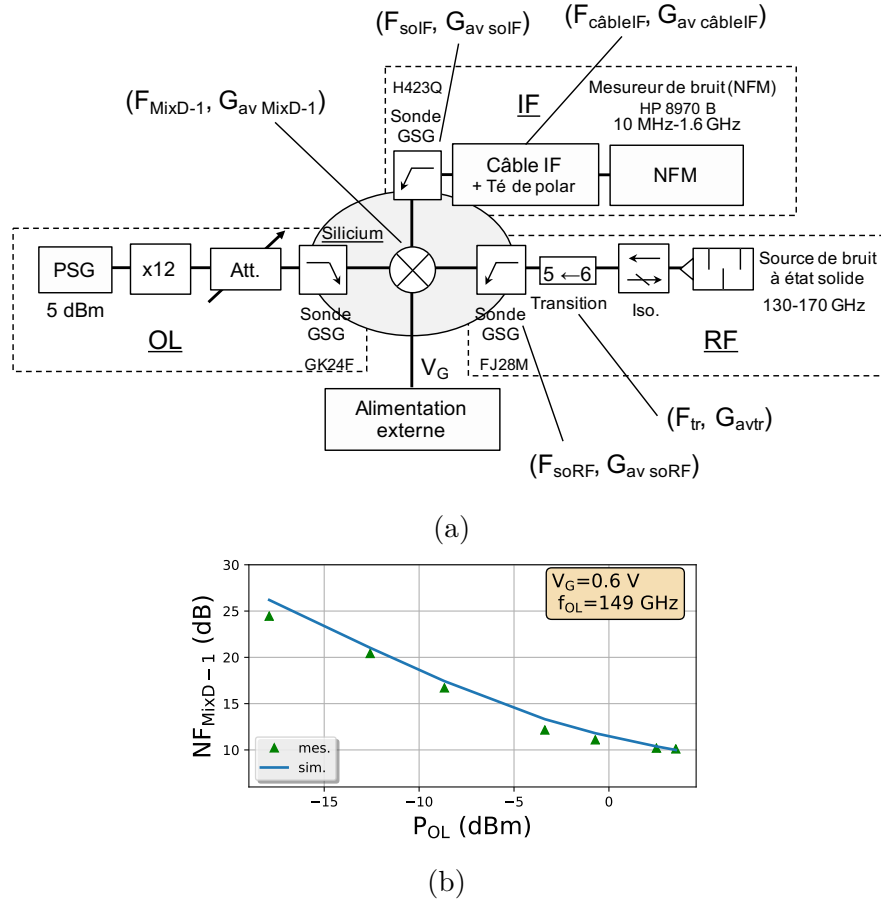 (F_solF, G_av solF)
(F_câbleIF, G_av câbleIF)
(F_MixD-1, G_av MixD-1)
H423Q
IF
Mesureur de bruit (NFM)
HP 8970 B
10 MHz-1.6 GHz
Sonde
GSG
Câble IF
+ Té de polar
NFM
Silicium
PSG
x12
Att.
5 ←6
Source de bruit
à état solide
130-170 GHz
5 dBm
Sonde
GSG
Sonde
GSG
Transition
Iso.
OL
GK24F
V_G
FJ28M
RF
Alimentation
externe
(F_tr, G_avtr)
(F_soRF, G_av soRF)
(a)
30
25
20
15
10
NF_MixD−1 (dB)
V_G=0.6 V
f_OL=149 GHz
mes.
sim.
−15
−10
−5
0
P_OL (dBm)
(b)